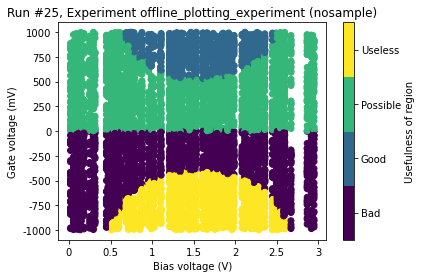 Run #25, Experiment offline_plotting_experiment (nosample)
1000
750
500
250
0
-250
-500
-750
-1000
Gate voltage (mV)
0
0.5
1
1.5
2
2.5
3
Bias voltage (V)
Useless
Possible
Good
Bad
Usefulness of region